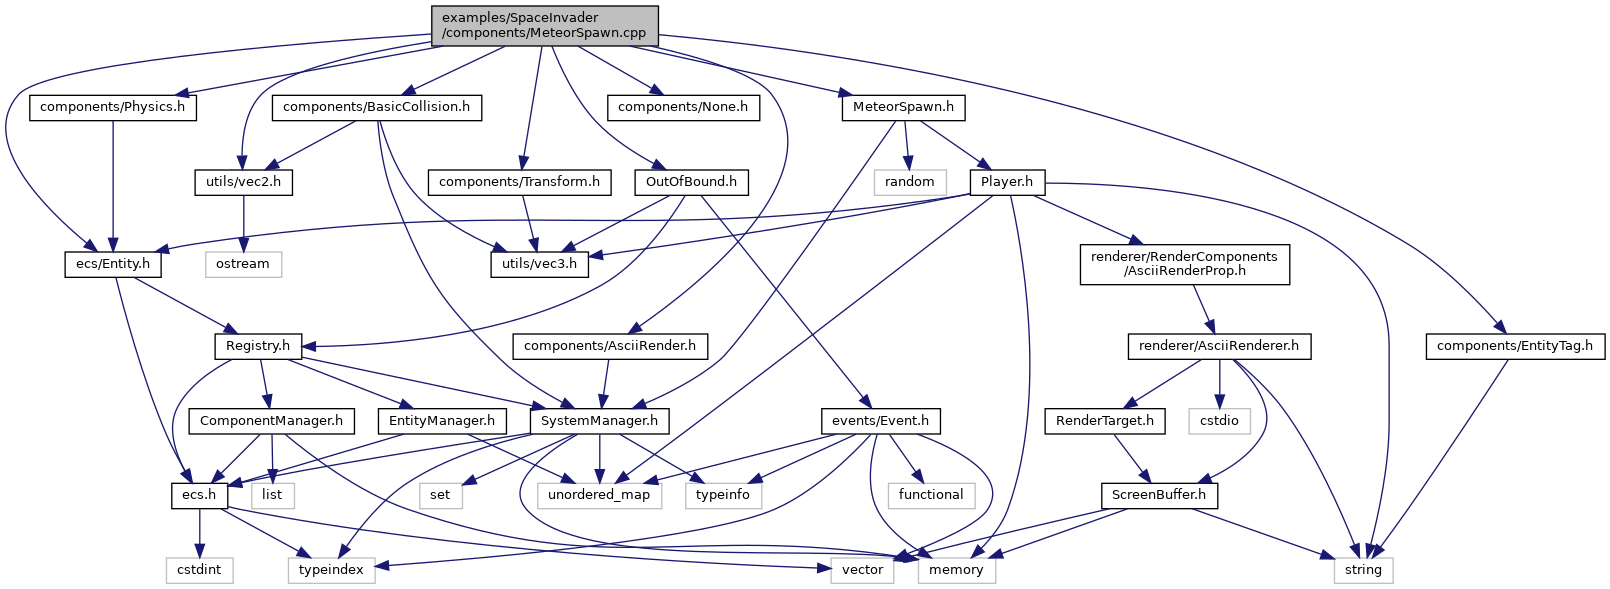 examples/SpaceInvader
/components/MeteorSpawn.cpp
components/Physics.h
components/BasicCollision.h
components/None.h
MeteorSpawn.h
utils/vec2.h
components/Transform.h
OutOfBound.h
random
Player.h
ecs/Entity.h
ostream
utils/vec3.h
renderer/RenderComponents
/AsciiRenderProp.h
Registry.h
components/AsciiRender.h
renderer/AsciiRenderer.h
components/EntityTag.h
ComponentManager.h
EntityManager.h
SystemManager.h
events/Event.h
RenderTarget.h
cstdio
ecs.h
list
set
unordered_map
typeinfo
functional
ScreenBuffer.h
cstdint
typeindex
vector
memory
string